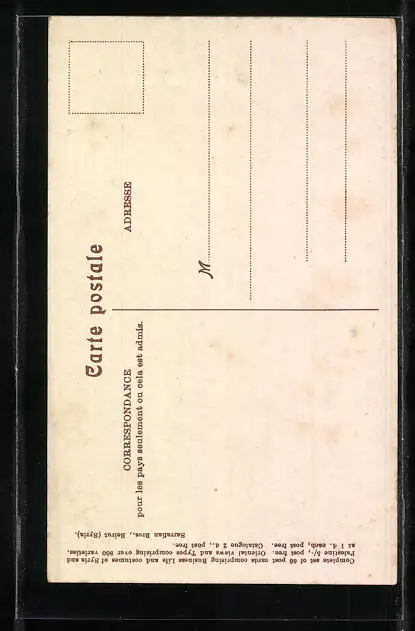 Carte postale
CORRESPONDANCE
pour les pays seulement ou cela est admis.
ADRESSE
M
Complete set of 60 post cards comprising Business Life and costumes of Syria and
Palestine 5/-, post free. Oriental views and Types comprising over 800 varieties,
at 1 d. each, post free. Catalogue 2 d., post free.
Sarrafian Bros., Beirut (Syria).